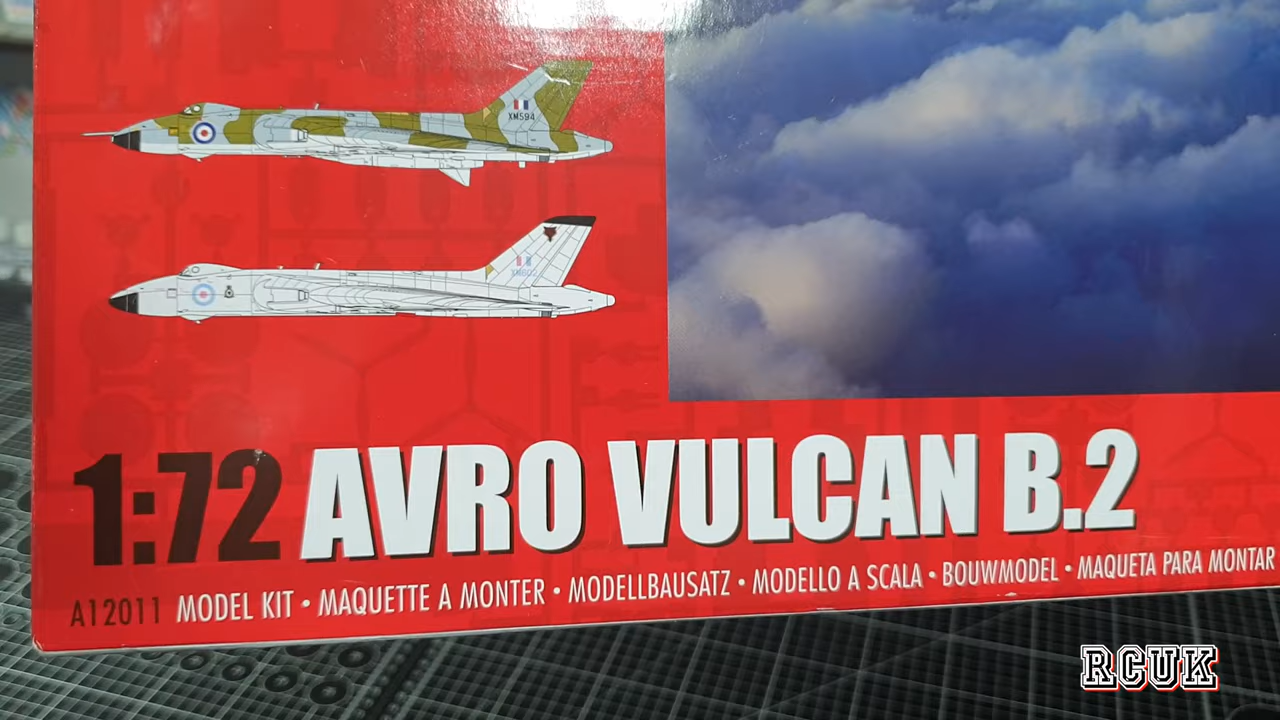 XM594
XM602
1:72 AVRO VULCAN B.2
A12011 MODEL KIT • MAQUETTE A MONTER • MODELLBAUSATZ • MODELLO A SCALA • BOUWMODEL • MAQUETA PARA MONTAR
RCUK